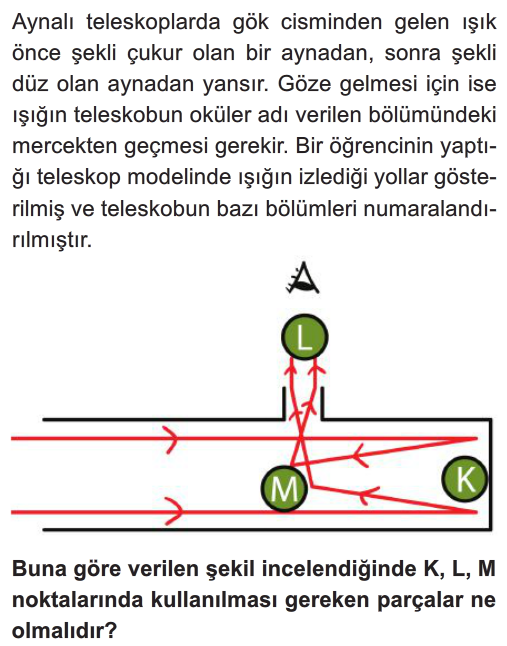 Aynalı teleskoplarda gök cisminden gelen ışık
önce şekli çukur olan bir aynadan, sonra şekli
düz olan aynadan yansır. Göze gelmesi için ise
ışığın teleskobun oküler adı verilen bölümündeki
mercekten geçmesi gerekir. Bir öğrencinin yaptı-
ğı teleskop modelinde ışığın izlediği yollar göste-
rilmiş ve teleskobun bazı bölümleri numaralandı-
rılmıştır.
L
M
K
Buna göre verilen şekil incelendiğinde K, L, M
noktalarında kullanılması gereken parçalar ne
olmalıdır?